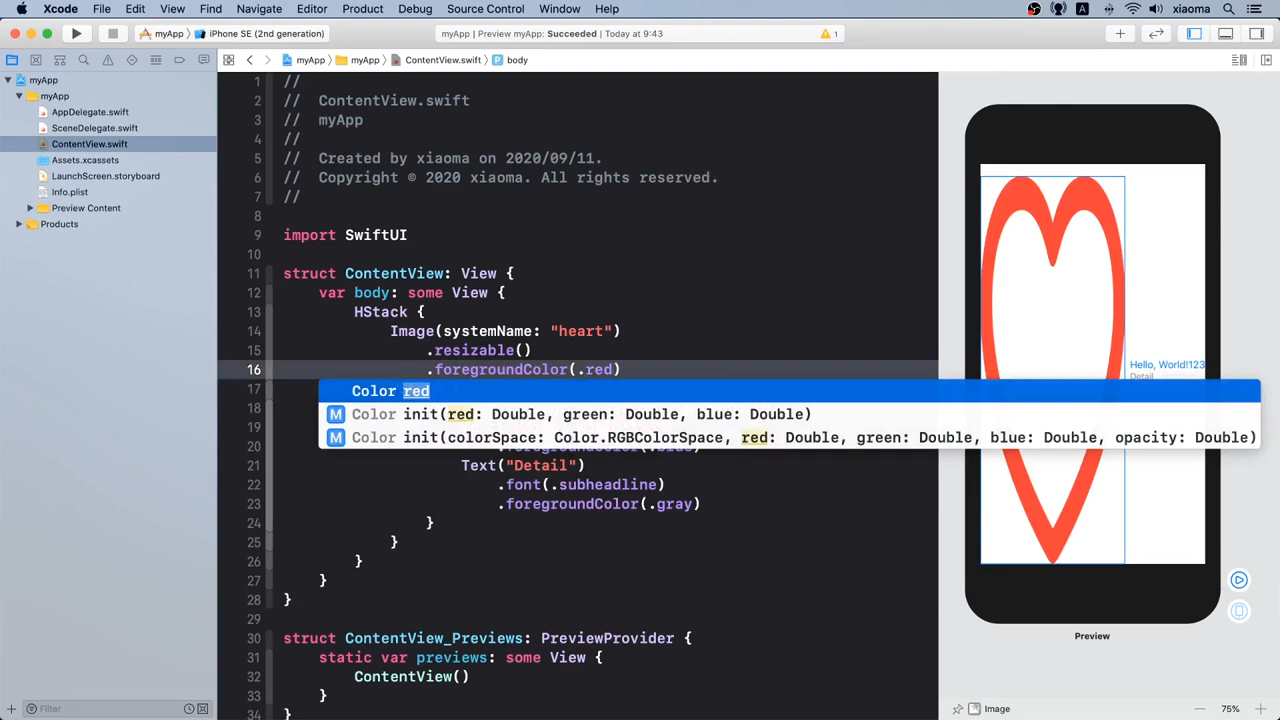 Xcode File Edit View Find Navigate Editor Product Debug Source Control Window Help A xiaoma
myApp iPhone SE (2nd generation) myApp | Preview myApp: Succeeded | Today at 9:43 1
myApp myApp ContentView.swift P body
myApp
myApp
AppDelegate.swift
SceneDelegate.swift
ContentView.swift
Assets.xcassets
LaunchScreen.storyboard
Info.plist
Preview Content
Products
1 //
2 // ContentView.swift
3 // myApp
4 //
5 // Created by xiaoma on 2020/09/11.
6 // Copyright © 2020 xiaoma. All rights reserved.
7 //
8
9 import SwiftUI
10
11 struct ContentView: View {
12 var body: some View {
13 HStack {
14 Image(systemName: "heart")
15 .resizable()
16 .foregroundColor(.red)
17 Color red
18 M Color init(red: Double, green: Double, blue: Double)
M Color init(colorSpace: Color.RGBColorSpace, red: Double, green: Double, blue: Double, opacity: Double)
20
21 Text("Detail")
22 .font(.subheadline)
23 .foregroundColor(.gray)
24 }
25 }
26 }
27 }
28 }
29
30 struct ContentView_Previews: PreviewProvider {
31 static var previews: some View {
32 ContentView()
33 }
34 }
Hello, World!123
Detail
Preview
Filter
Image 75%